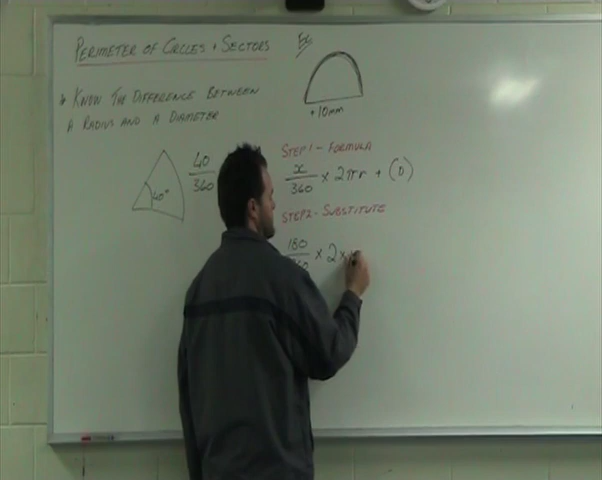 PERIMETER OF CIRCLES + SECTORS
* KNOW THE DIFFERENCE BETWEEN
A RADIUS AND A DIAMETER
40°
40
360
Ex
+10mm
STEP 1 - FORMULA
x
360 × 2πr + (D)
STEP 2 - SUBSTITUTE
180
× 2 ×